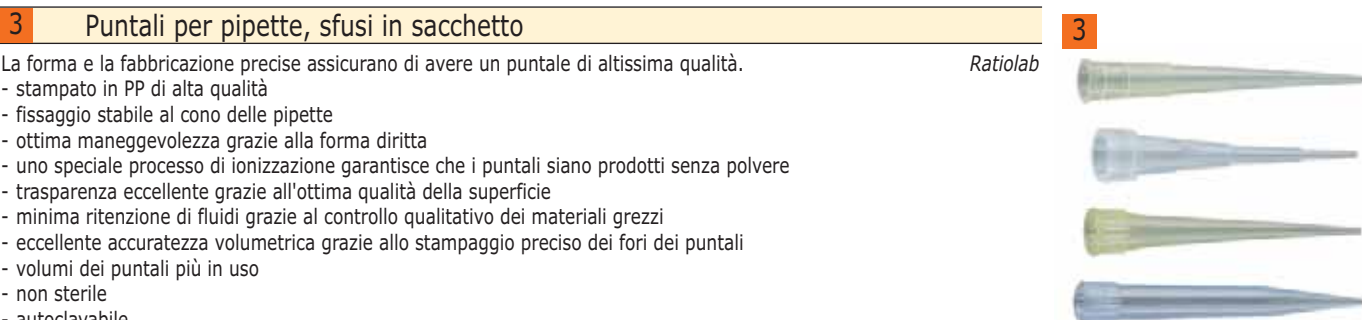 3 Puntali per pipette, sfusi in sacchetto
La forma e la fabbricazione precise assicurano di avere un puntale di altissima qualità. Ratiolab
- stampato in PP di alta qualità
- fissaggio stabile al cono delle pipette
- ottima maneggevolezza grazie alla forma diritta
- uno speciale processo di ionizzazione garantisce che i puntali siano prodotti senza polvere
- trasparenza eccellente grazie all'ottima qualità della superficie
- minima ritenzione di fluidi grazie al controllo qualitativo dei materiali grezzi
- eccellente accuratezza volumetrica grazie allo stampaggio preciso dei fori dei puntali
- volumi dei puntali più in uso
- non sterile
- autoclavabile
3